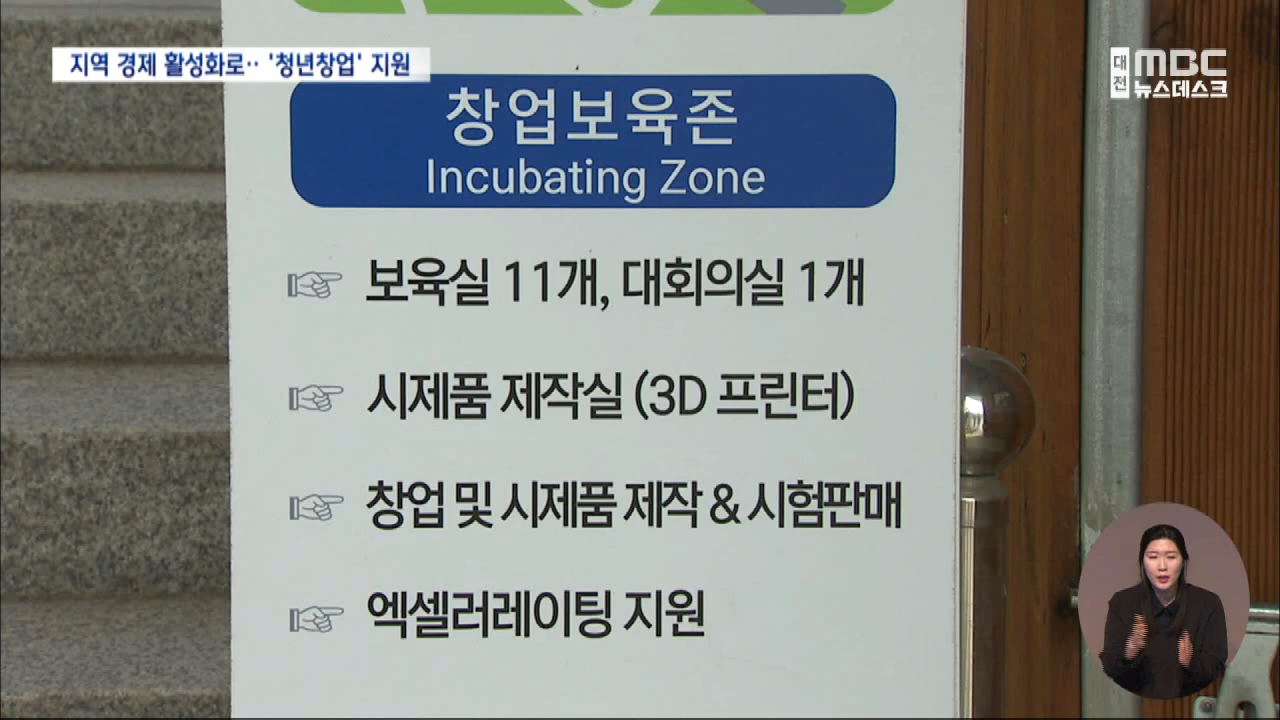 지역 경제 활성화로·· '청년창업' 지원
대전 MBC
뉴스데스크
창업보육존
Incubating Zone
보육실 11개, 대회의실 1개
시제품 제작실 (3D 프린터)
창업 및 시제품 제작 & 시험판매
엑셀러레이팅 지원